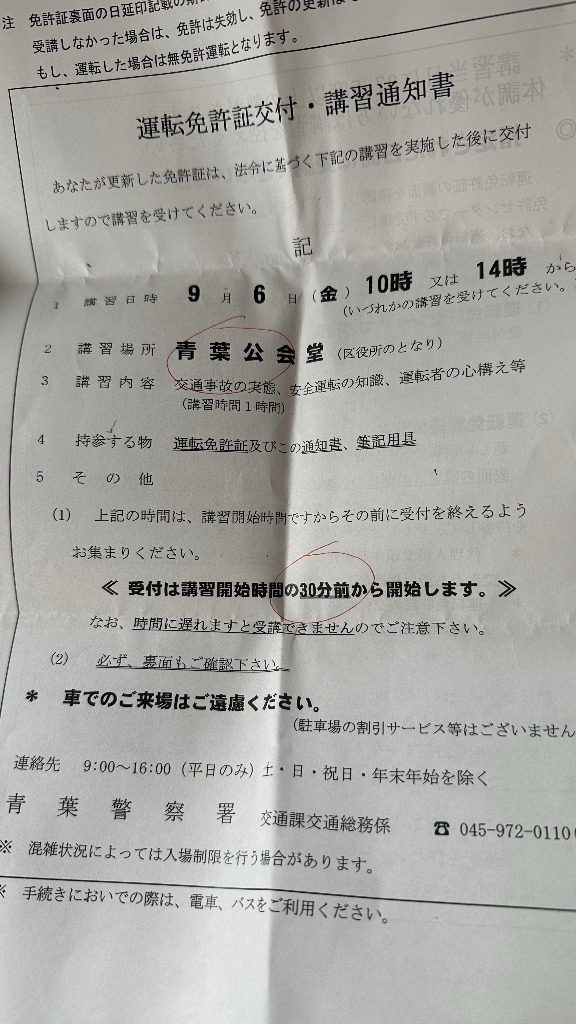 注 免許証裏面の日延印記載の
受講しなかった場合は、免許は失効し、免許の更新は
もし、運転した場合は無免許運転となります。
運転免許証交付・講習通知書
あなたが更新した免許証は、法令に基づく下記の講習を実施した後に交付
しますので講習を受けてください。
記
1 講習日時 9月6日(金)10時 又は 14時 から
(いづれかの講習を受けてください。
2 講習場所 青葉公会堂(区役所のとなり)
3 講習内容 交通事故の実態、安全運転の知識、運転者の心構え等
(講習時間1時間)
4 持参する物 運転免許証及びこの通知書、筆記用具
5 その他
(1) 上記の時間は、講習開始時間ですからその前に受付を終えるよう
お集まりください。
≪ 受付は講習開始時間の30分前から開始します。≫
なお、時間に遅れますと受講できませんのでご注意下さい。
(2) 必ず、裏面もご確認下さい。
* 車でのご来場はご遠慮ください。
(駐車場の割引サービス等はございません
連絡先 9:00〜16:00(平日のみ)土・日・祝日・年末年始を除く
青葉警察署 交通課交通総務係 ☎ 045-972-0110
※ 混雑状況によっては入場制限を行う場合があります。
※ 手続きにおいでの際は、電車、バスをご利用ください。